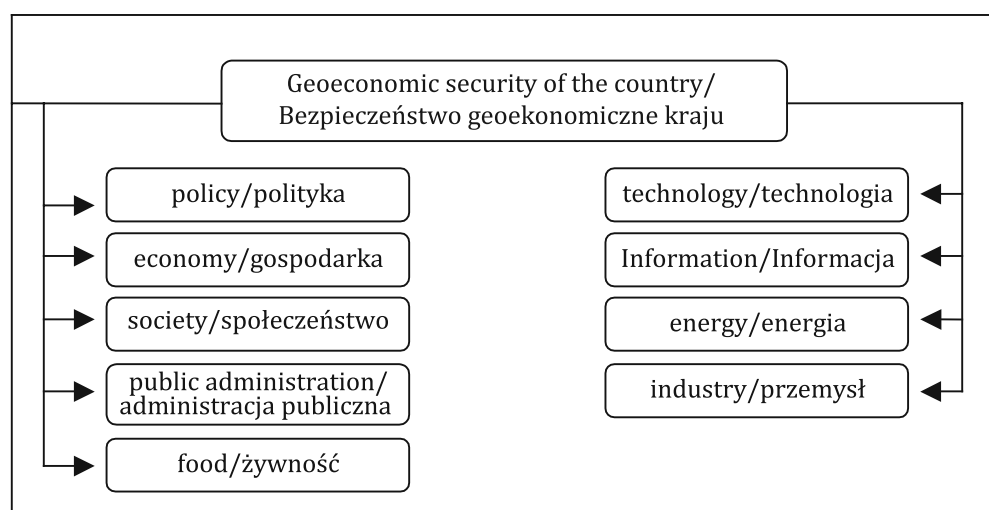 Geoeconomic security of the country/
Bezpieczeństwo geoekonomiczne kraju
policy/polityka
economy/gospodarka
society/społeczeństwo
public administration/
administracja publiczna
food/żywność
technology/technologia
Information/Informacja
energy/energia
industry/przemysł